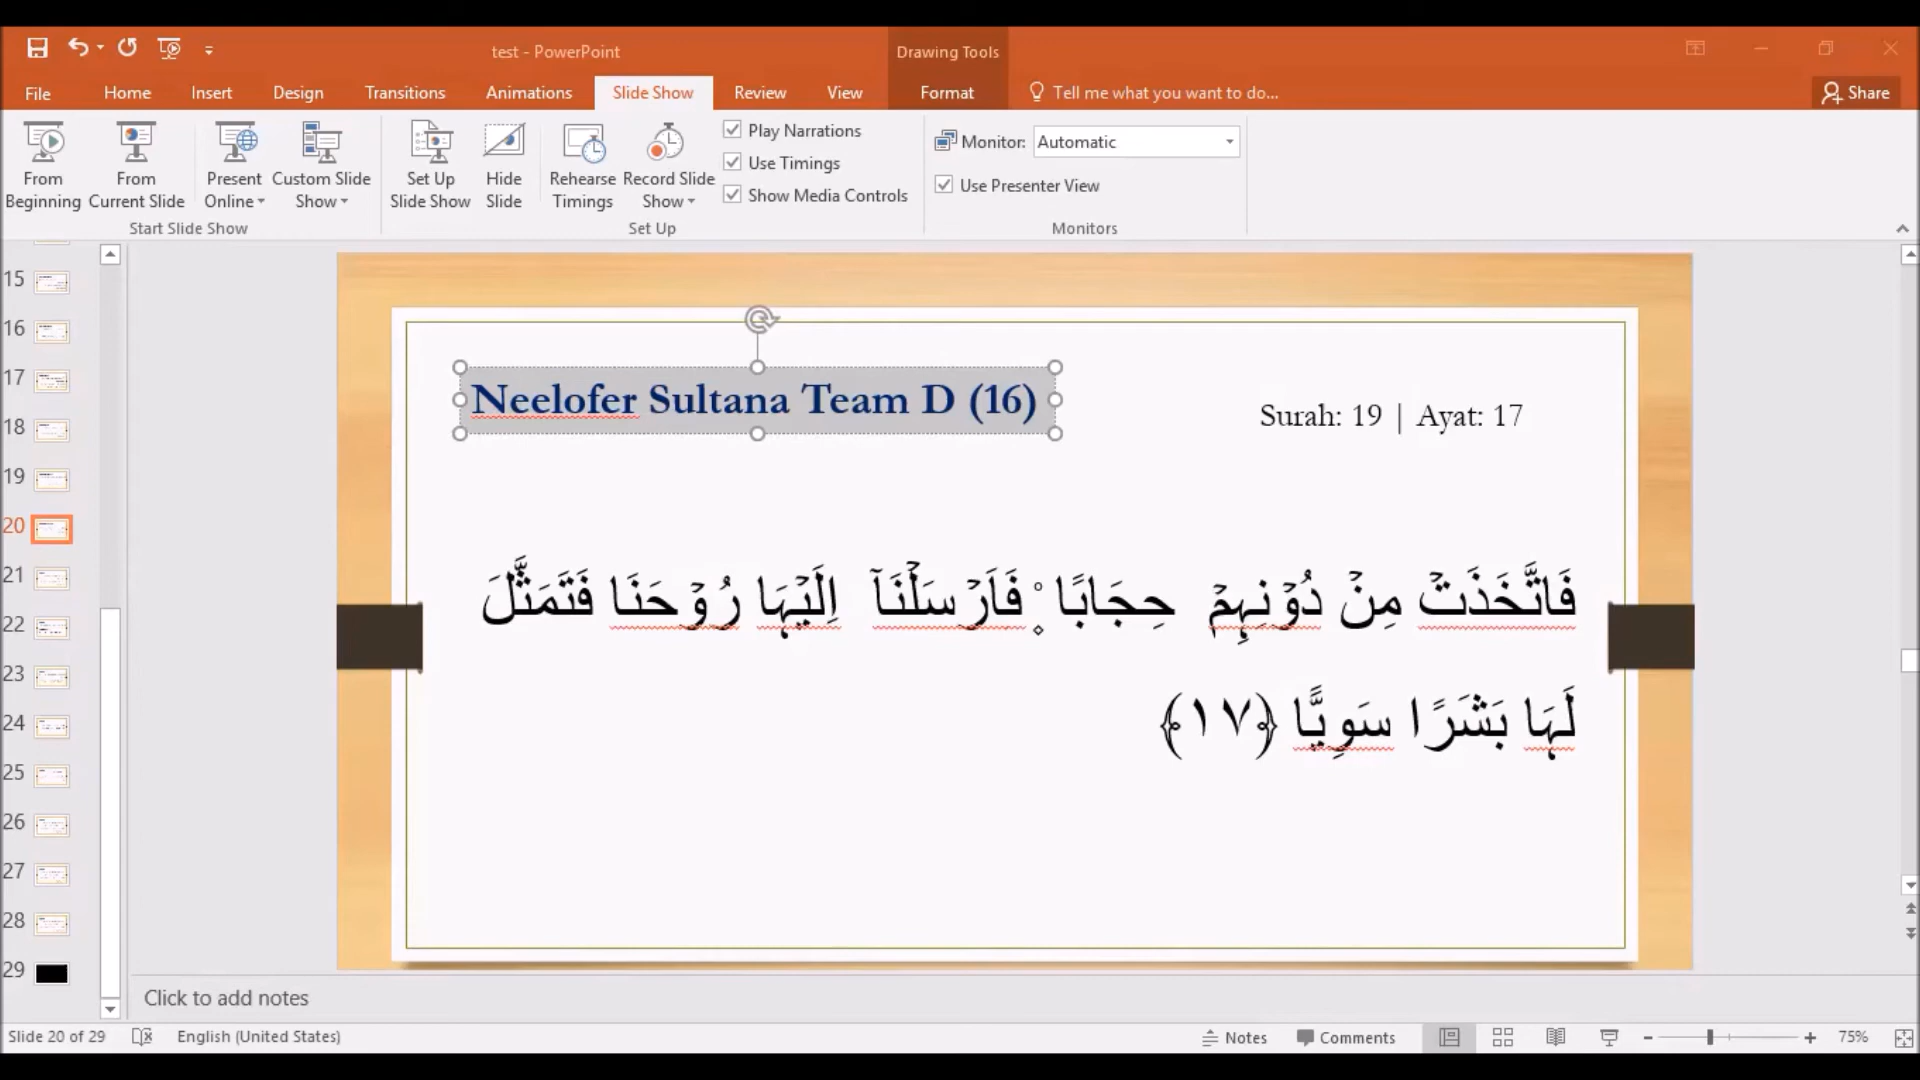 test - PowerPoint
Drawing Tools
File
Home
Insert
Design
Transitions
Animations
Slide Show
Review
View
Format
Tell me what you want to do...
Share
From Beginning
From Current Slide
Present Online
Custom Slide Show
Set Up Slide Show
Hide Slide
Rehearse Timings
Record Slide Show
Play Narrations
Use Timings
Show Media Controls
Monitor: Automatic
Use Presenter View
Start Slide Show
Set Up
Monitors
15
16
17
18
19
20
21
22
23
24
25
26
27
28
29
Neelofer Sultana Team D (16)
Surah: 19 | Ayat: 17
فَاتَّخَذَتۡ مِنۡ دُوۡنِہِمۡ حِجَابًا ۪۟ فَاَرۡسَلۡنَاۤ اِلَیۡہَا رُوۡحَنَا فَتَمَثَّلَ
لَہَا بَشَرًا سَوِیًّا ﴿۱۷﴾
Click to add notes
Slide 20 of 29
English (United States)
Notes
Comments
75%